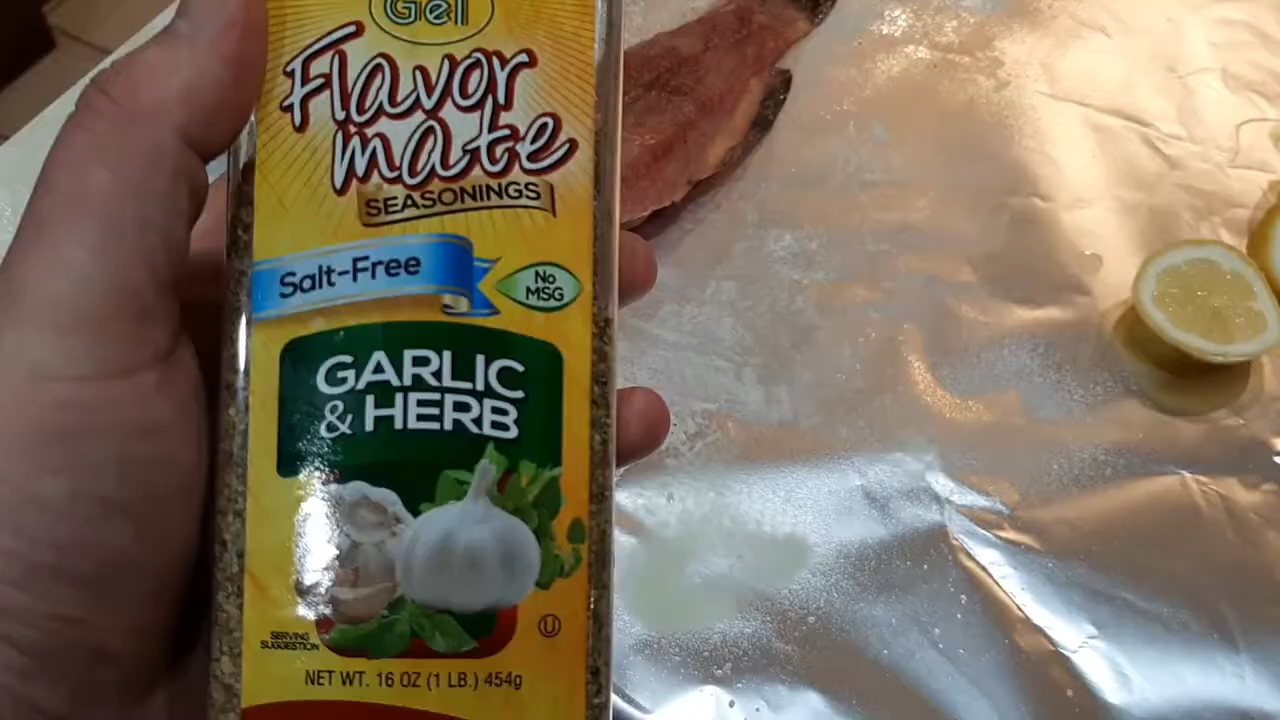 Gel
Flavor
mate
SEASONINGS
Salt-Free
No
MSG
GARLIC
& HERB
SERVING
SUGGESTION
U
NET WT. 16 OZ (1 LB.) 454g